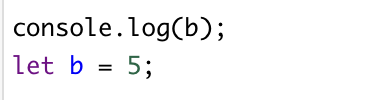 console.log(b);
let b = 5;